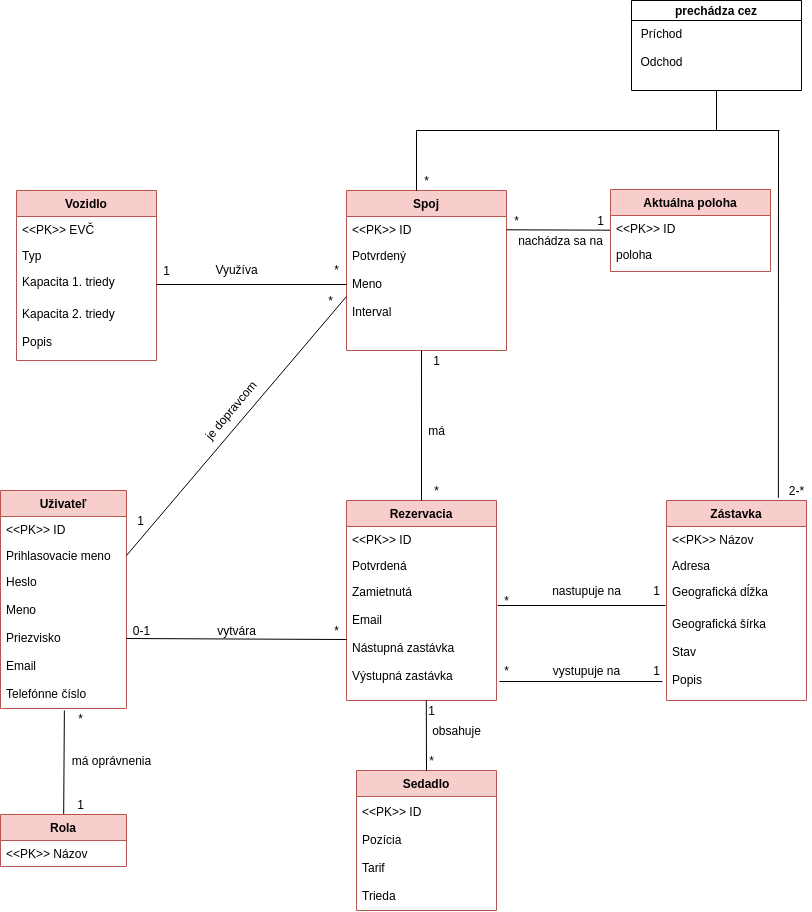 prechádza cez
Príchod
Odchod
*
Vozidlo
<<PK>> EVČ
Typ
Kapacita 1. triedy
Kapacita 2. triedy
Popis
1
Využíva
*
Spoj
<<PK>> ID
Potvrdený
Meno
Interval
*
1
nachádza sa na
Aktuálna poloha
<<PK>> ID
poloha
*
je dopravcom
1
1
má
*
2-*
Uživateľ
<<PK>> ID
Prihlasovacie meno
Heslo
Meno
Priezvisko
Email
Telefónne číslo
0-1
vytvára
*
Rezervacia
<<PK>> ID
Potvrdená
Zamietnutá
Email
Nástupná zastávka
Výstupná zastávka
*
nastupuje na
1
*
vystupuje na
1
Zástavka
<<PK>> Názov
Adresa
Geografická dĺžka
Geografická šírka
Stav
Popis
*
má oprávnenia
1
Rola
<<PK>> Názov
1
obsahuje
*
Sedadlo
<<PK>> ID
Pozícia
Tarif
Trieda